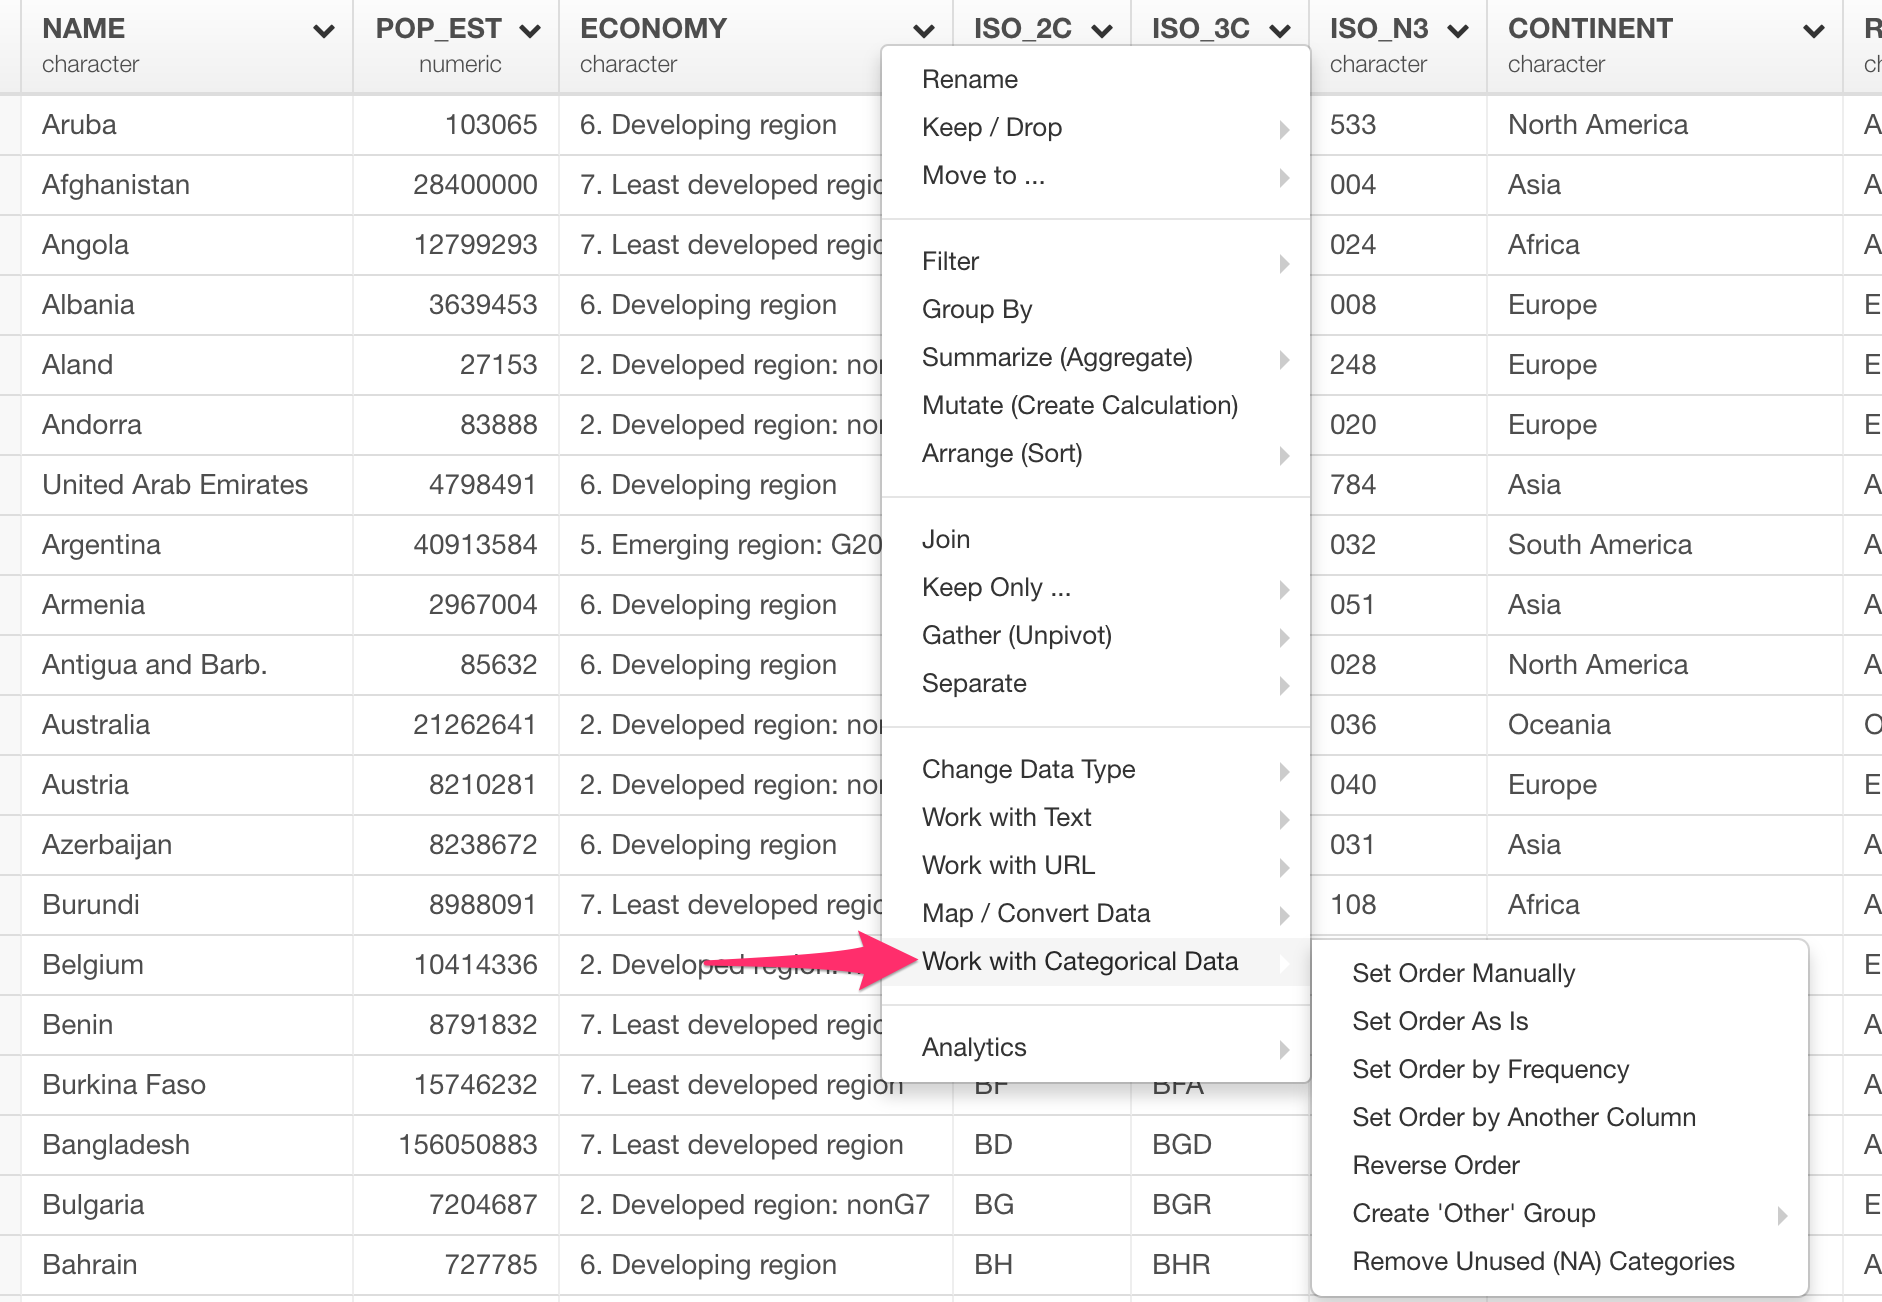 NAME POP_EST ECONOMY ISO_2C ISO_3C ISO_N3 CONTINENT R
character numeric character character character ch
Aruba 103065 6. Developing region 533 North America A
Afghanistan 28400000 7. Least developed regio 004 Asia A
Angola 12799293 7. Least developed regio 024 Africa A
Albania 3639453 6. Developing region 008 Europe E
Aland 27153 2. Developed region: non 248 Europe E
Andorra 83888 2. Developed region: non 020 Europe E
United Arab Emirates 4798491 6. Developing region 784 Asia A
Argentina 40913584 5. Emerging region: G20 032 South America A
Armenia 2967004 6. Developing region 051 Asia A
Antigua and Barb. 85632 6. Developing region 028 North America A
Australia 21262641 2. Developed region: non 036 Oceania O
Austria 8210281 2. Developed region: non 040 Europe E
Azerbaijan 8238672 6. Developing region 031 Asia A
Burundi 8988091 7. Least developed regio 108 Africa A
Belgium 10414336 2. Developed region: E
Benin 8791832 7. Least developed regio A
Burkina Faso 15746232 7. Least developed region BF BFA A
Bangladesh 156050883 7. Least developed region BD BGD A
Bulgaria 7204687 2. Developed region: nonG7 BG BGR E
Bahrain 727785 6. Developing region BH BHR A
Rename
Keep / Drop
Move to ...
Filter
Group By
Summarize (Aggregate)
Mutate (Create Calculation)
Arrange (Sort)
Join
Keep Only ...
Gather (Unpivot)
Separate
Change Data Type
Work with Text
Work with URL
Map / Convert Data
Work with Categorical Data
Analytics
Set Order Manually
Set Order As Is
Set Order by Frequency
Set Order by Another Column
Reverse Order
Create 'Other' Group
Remove Unused (NA) Categories